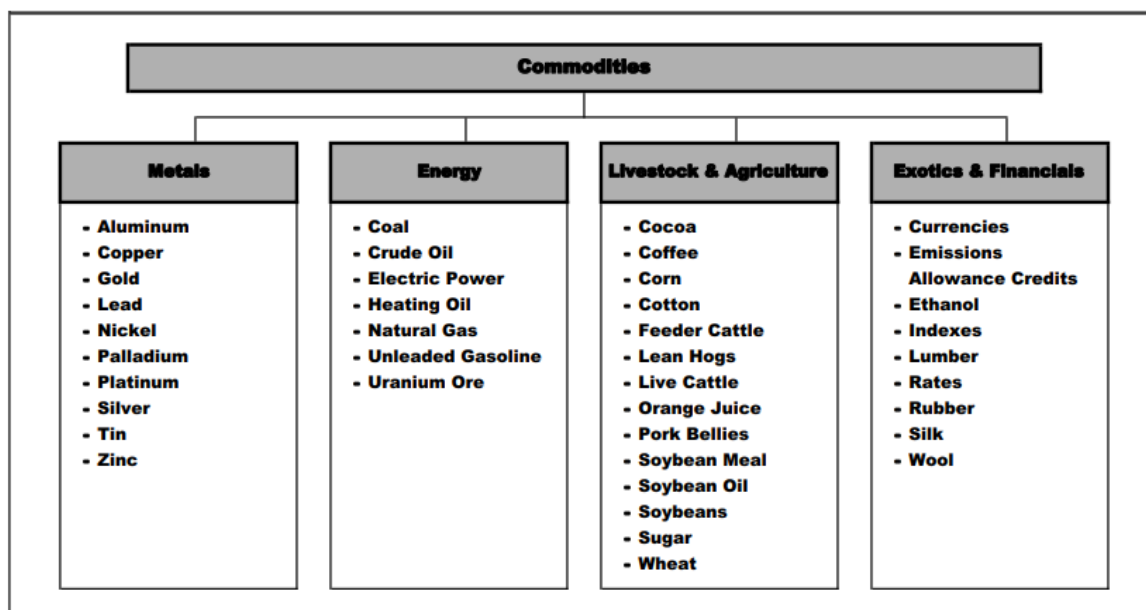 Commodities
Metals
- Aluminum
- Copper
- Gold
- Lead
- Nickel
- Palladium
- Platinum
- Silver
- Tin
- Zinc
Energy
- Coal
- Crude Oil
- Electric Power
- Heating Oil
- Natural Gas
- Unleaded Gasoline
- Uranium Ore
Livestock & Agriculture
- Cocoa
- Coffee
- Corn
- Cotton
- Feeder Cattle
- Lean Hogs
- Live Cattle
- Orange Juice
- Pork Bellies
- Soybean Meal
- Soybean Oil
- Soybeans
- Sugar
- Wheat
Exotics & Financials
- Currencies
- Emissions
Allowance Credits
- Ethanol
- Indexes
- Lumber
- Rates
- Rubber
- Silk
- Wool